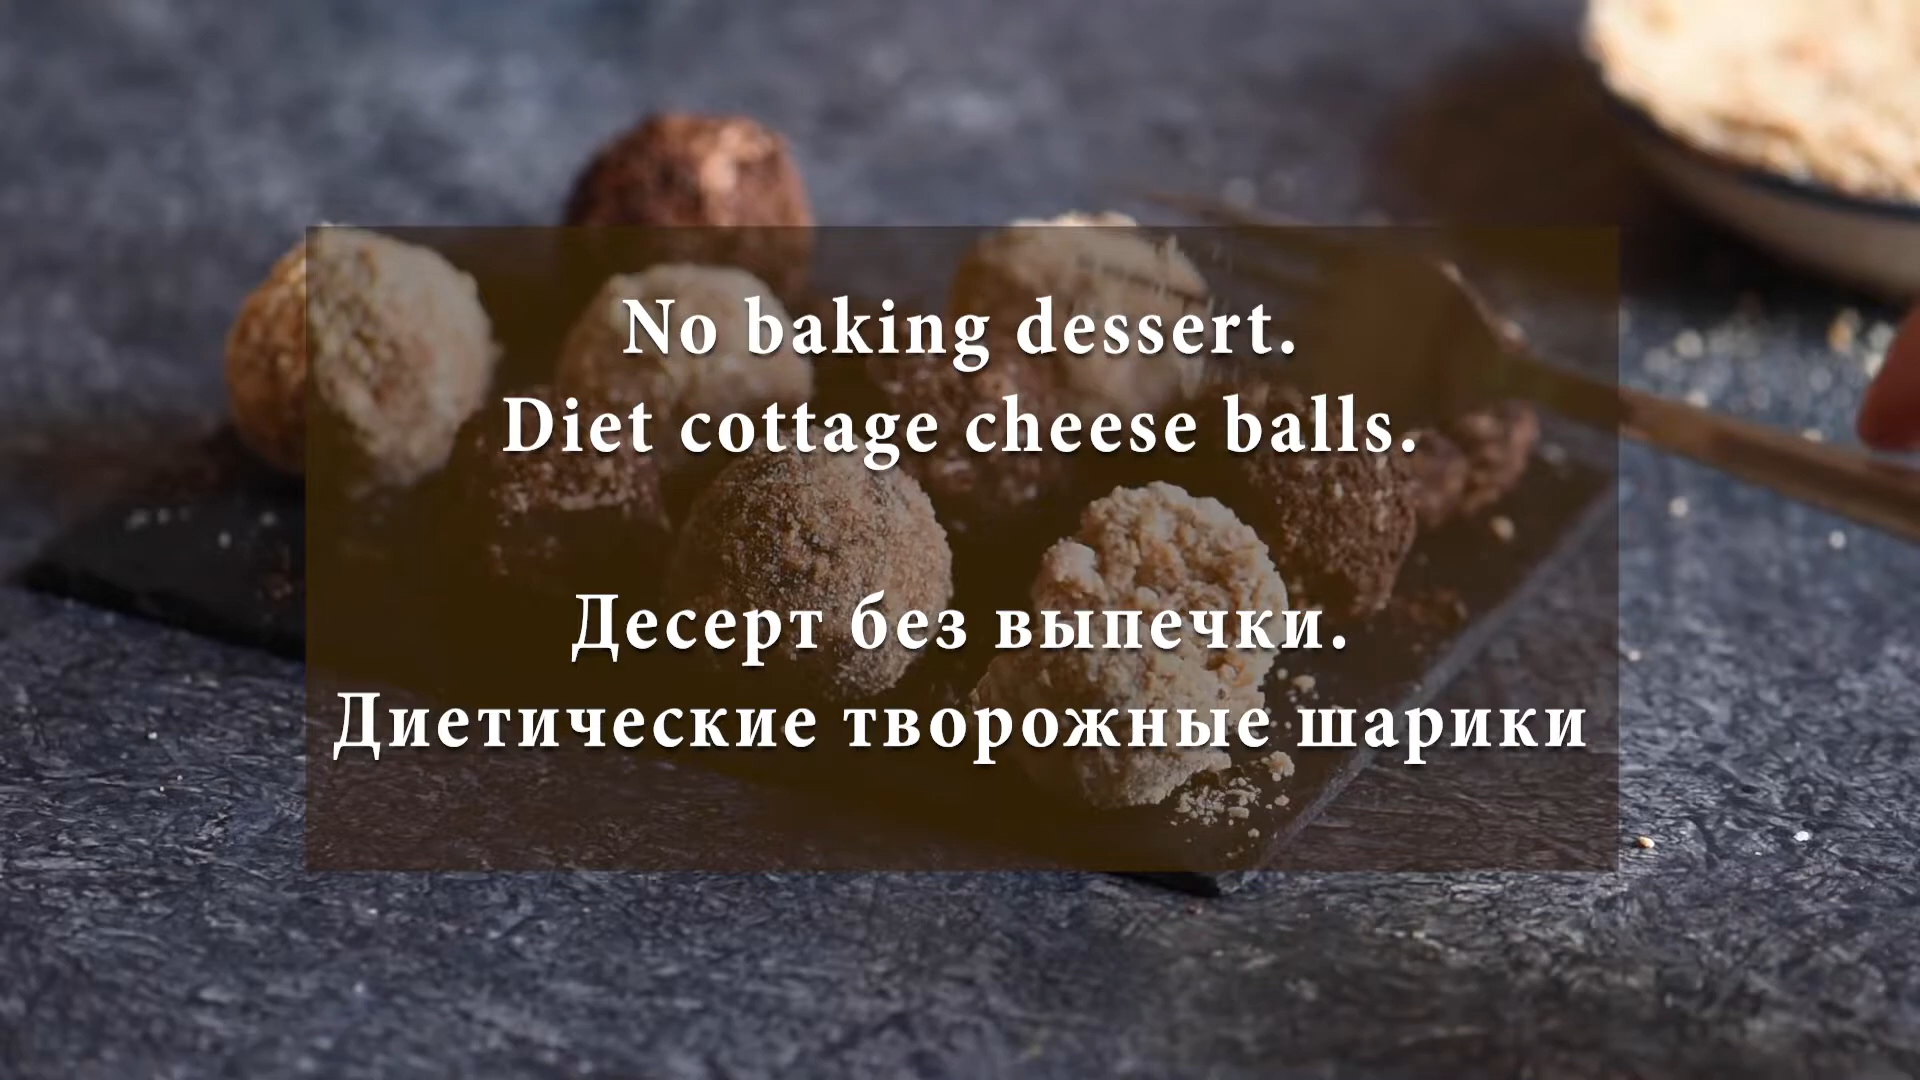 No baking dessert.
Diet cottage cheese balls.
Десерт без выпечки.
Диетические творожные шарики